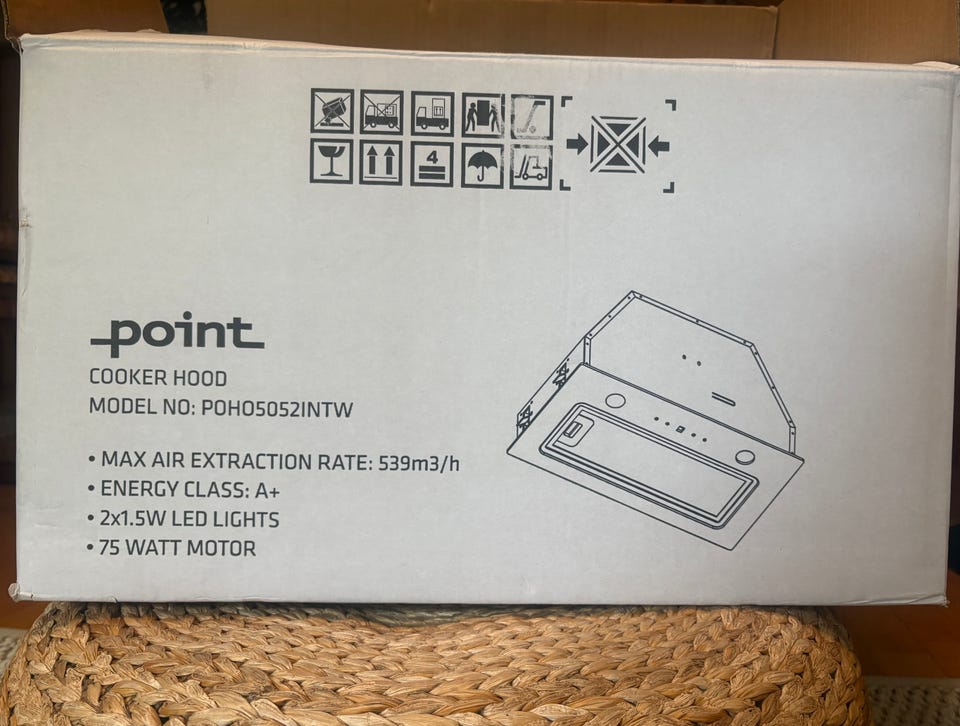 4
point
COOKER HOOD
MODEL NO: POHO5052INTW
• MAX AIR EXTRACTION RATE: 539m3/h
• ENERGY CLASS: A+
• 2x1.5W LED LIGHTS
• 75 WATT MOTOR